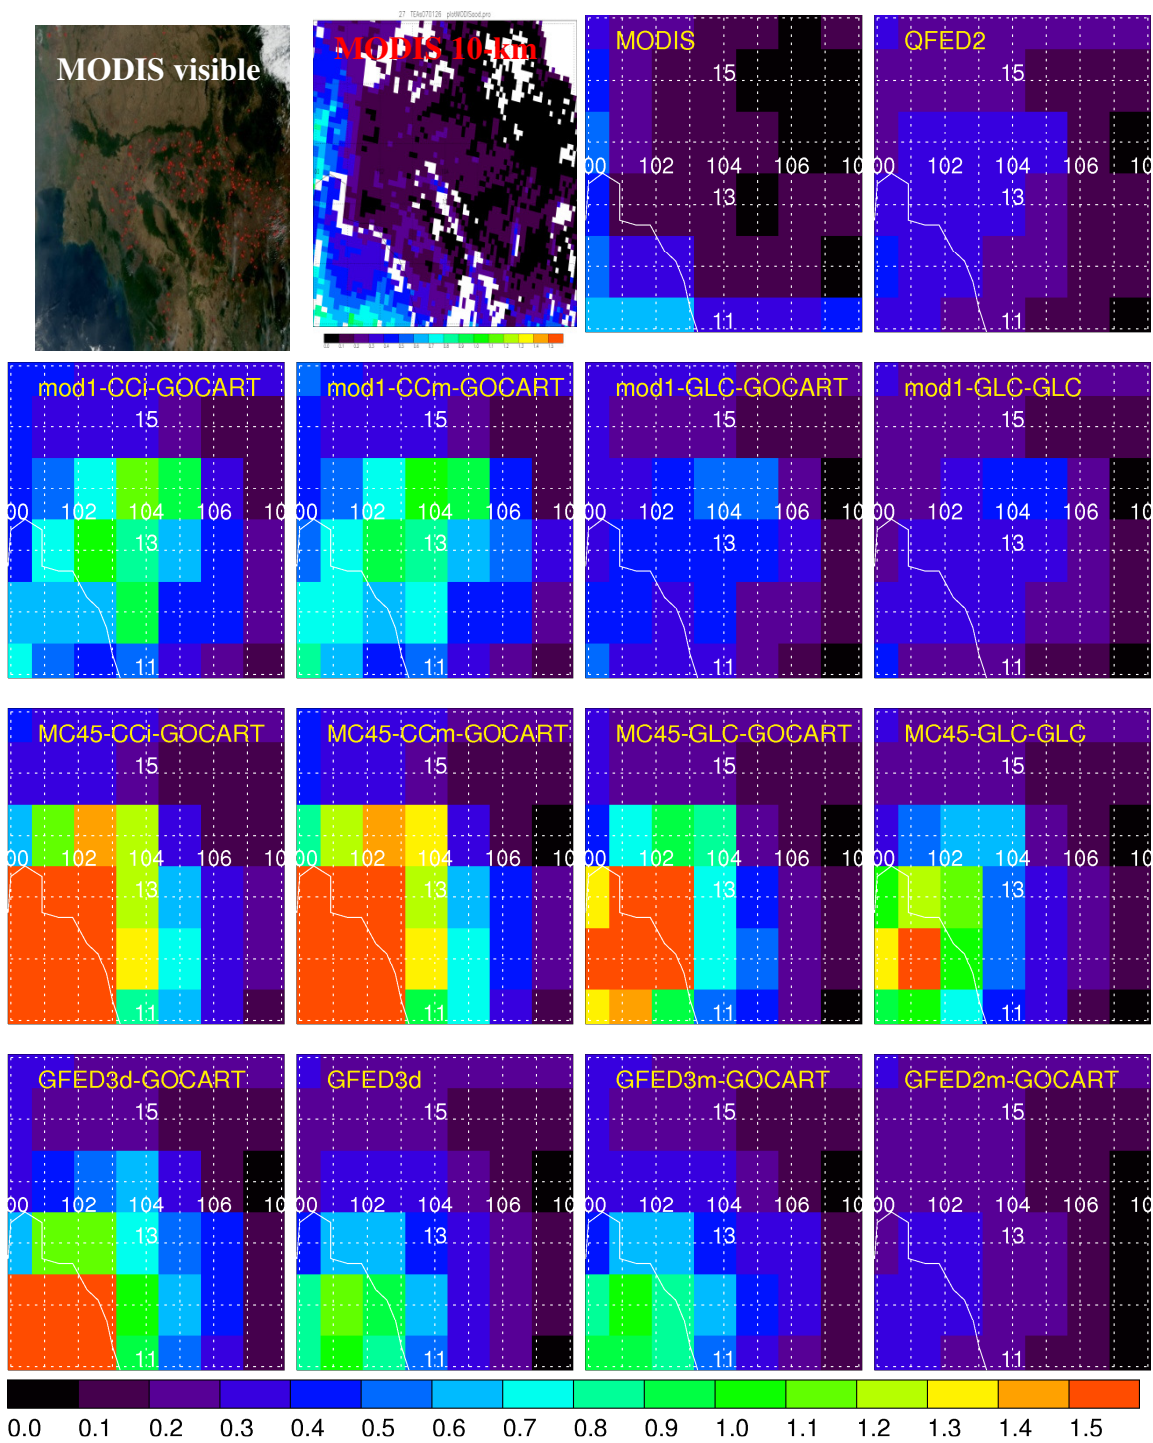 27 TEAs070126 plotMODISaod.pro
MODIS visible
MODIS 10-km
MODIS
15
00 102 104 106 10
13
11
QFED2
15
00 102 104 106 10
13
11
mod1-CCi-GOCART
15
00 102 104 106 10
13
11
mod1-CCm-GOCART
15
00 102 104 106 10
13
11
mod1-GLC-GOCART
15
00 102 104 106 10
13
11
mod1-GLC-GLC
15
00 102 104 106 10
13
11
MC45-CCi-GOCART
15
00 102 104 106 10
13
11
MC45-CCm-GOCART
15
00 102 104 106 10
13
11
MC45-GLC-GOCART
15
00 102 104 106 10
13
11
MC45-GLC-GLC
15
00 102 104 106 10
13
11
GFED3d-GOCART
15
00 102 104 106 10
13
11
GFED3d
15
00 102 104 106 10
13
11
GFED3m-GOCART
15
00 102 104 106 10
13
11
GFED2m-GOCART
15
00 102 104 106 10
13
11
0.0 0.1 0.2 0.3 0.4 0.5 0.6 0.7 0.8 0.9 1.0 1.1 1.2 1.3 1.4 1.5